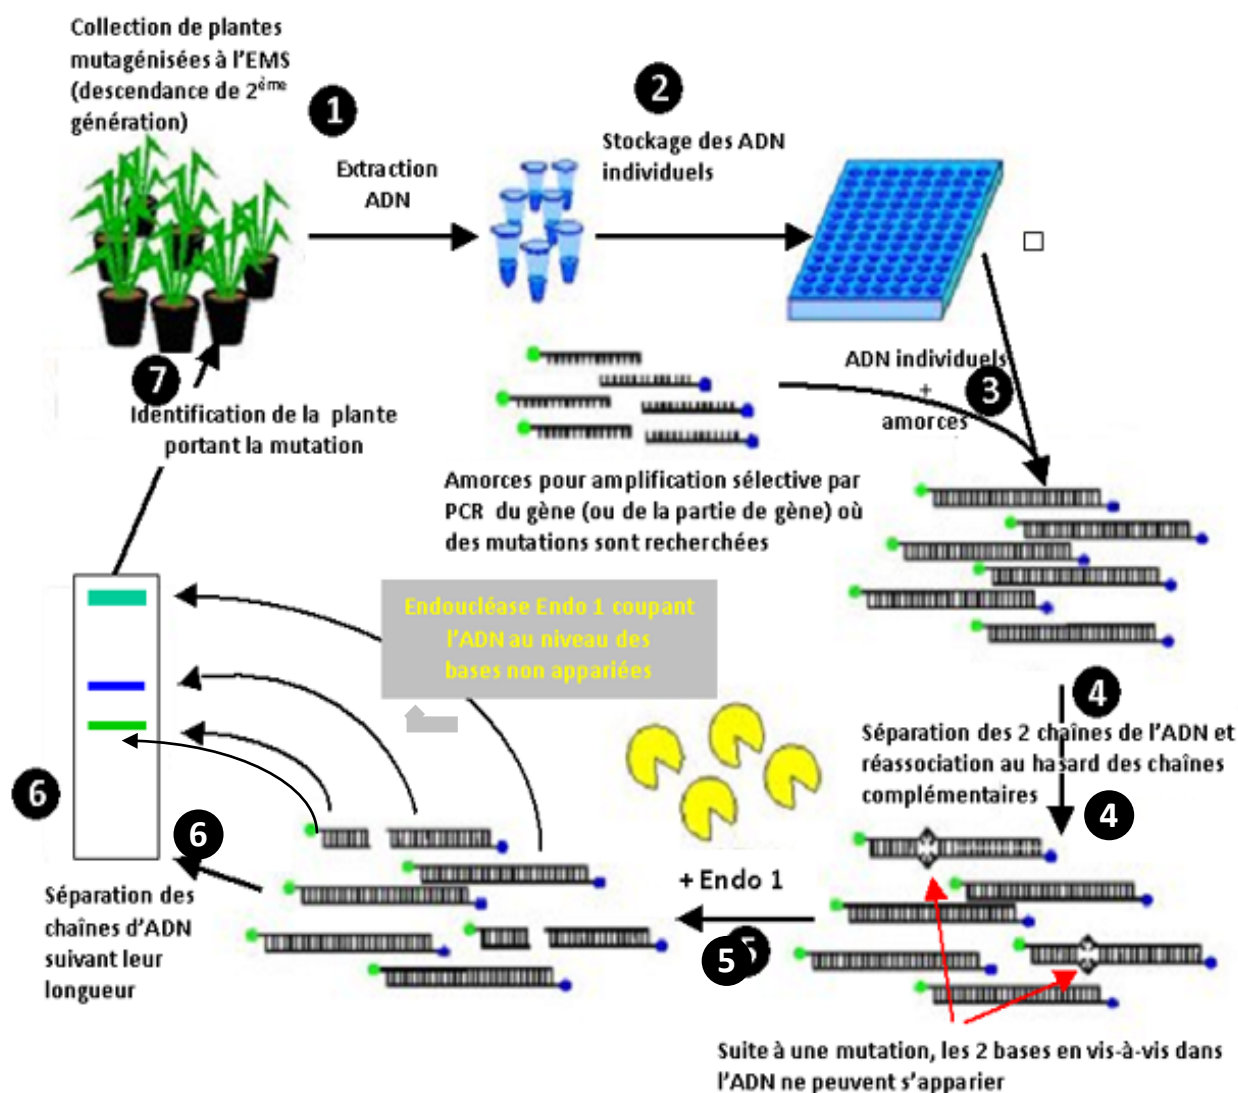 Collection de plantes
mutagénisées à l'EMS
(descendance de 2ème
génération)
1
Extraction
ADN
2
Stockage des ADN
individuels
ADN individuels
+
amorces
3
Amorces pour amplification sélective par
PCR du gène (ou de la partie de gène) où
des mutations sont recherchées
7
Identification de la plante
portant la mutation
Endoucléase Endo 1 coupant
l'ADN au niveau des
bases non appariées
4
Séparation des 2 chaînes de l'ADN et
réassociation au hasard des chaînes
complémentaires
4
+ Endo 1
5
5
6
6
Séparation des
chaînes d'ADN
suivant leur
longueur
Suite à une mutation, les 2 bases en vis-à-vis dans
l'ADN ne peuvent s'apparier